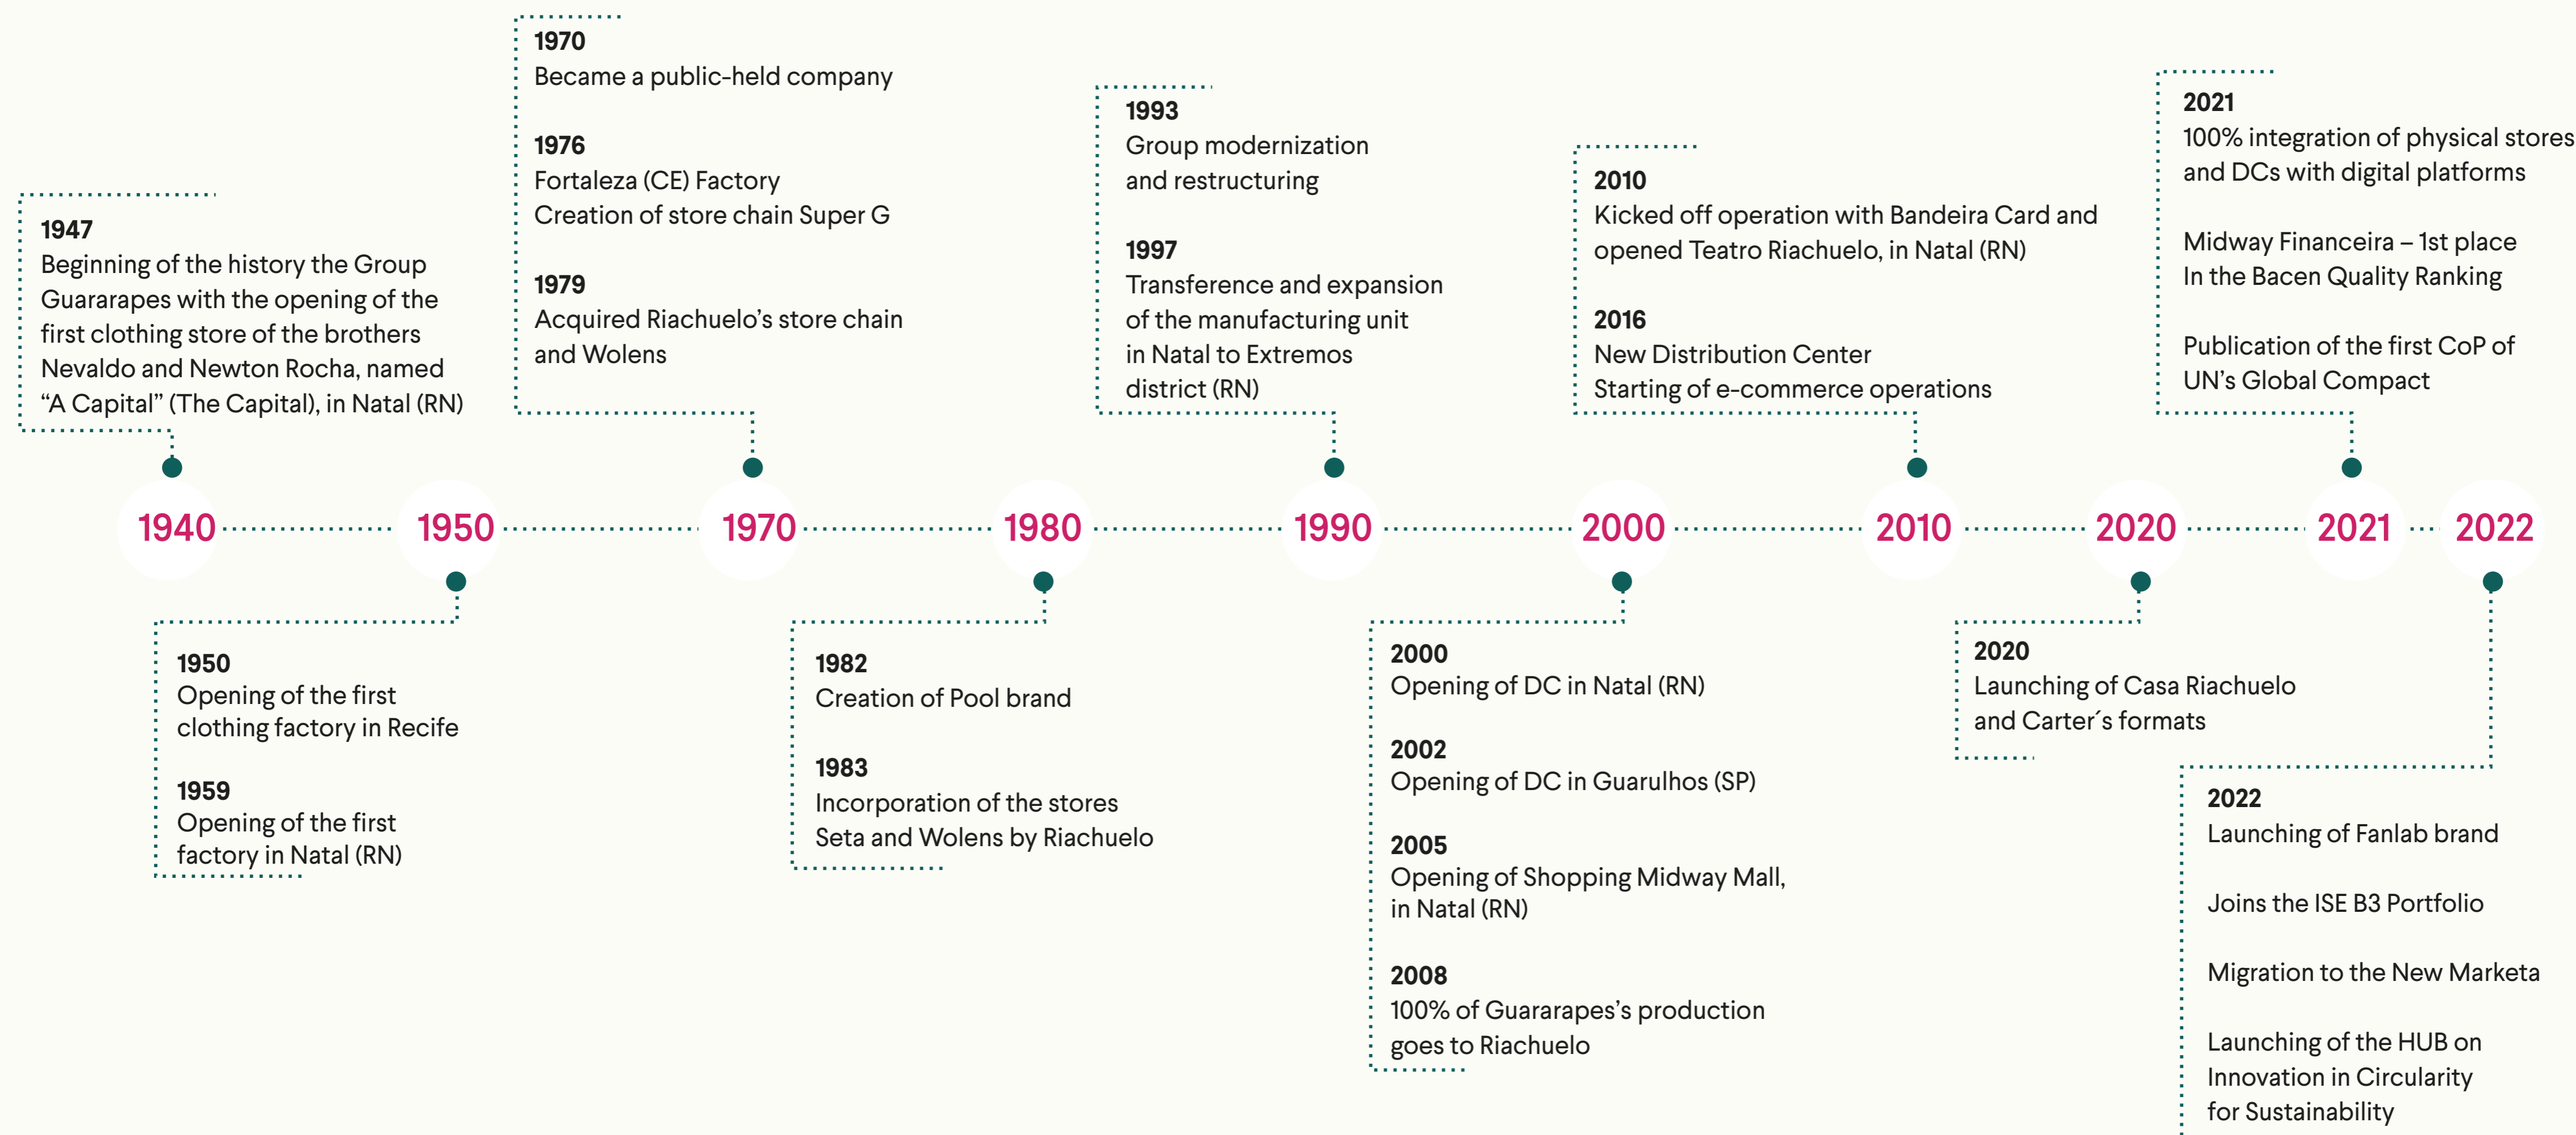 1970
Became a public-held company
1976
Fortaleza (CE) Factory
Creation of store chain Super G
1979
Acquired Riachuelo’s store chain
and Wolens
1993
Group modernization
and restructuring
1997
Transference and expansion
of the manufacturing unit
in Natal to Extremos
district (RN)
2010
Kicked off operation with Bandeira Card and
opened Teatro Riachuelo, in Natal (RN)
2016
New Distribution Center
Starting of e-commerce operations
2021
100% integration of physical stores
and DCs with digital platforms
Midway Financeira – 1st place
In the Bacen Quality Ranking
Publication of the first CoP of
UN’s Global Compact
1947
Beginning of the history the Group
Guararapes with the opening of the
first clothing store of the brothers
Nevaldo and Newton Rocha, named
“A Capital” (The Capital), in Natal (RN)
1940
1950
1970
1980
1990
2000
2010
2020
2021
2022
1950
Opening of the first
clothing factory in Recife
1959
Opening of the first
factory in Natal (RN)
1982
Creation of Pool brand
1983
Incorporation of the stores
Seta and Wolens by Riachuelo
2000
Opening of DC in Natal (RN)
2002
Opening of DC in Guarulhos (SP)
2005
Opening of Shopping Midway Mall,
in Natal (RN)
2008
100% of Guararapes’s production
goes to Riachuelo
2020
Launching of Casa Riachuelo
and Carter´s formats
2022
Launching of Fanlab brand
Joins the ISE B3 Portfolio
Migration to the New Marketa
Launching of the HUB on
Innovation in Circularity
for Sustainability